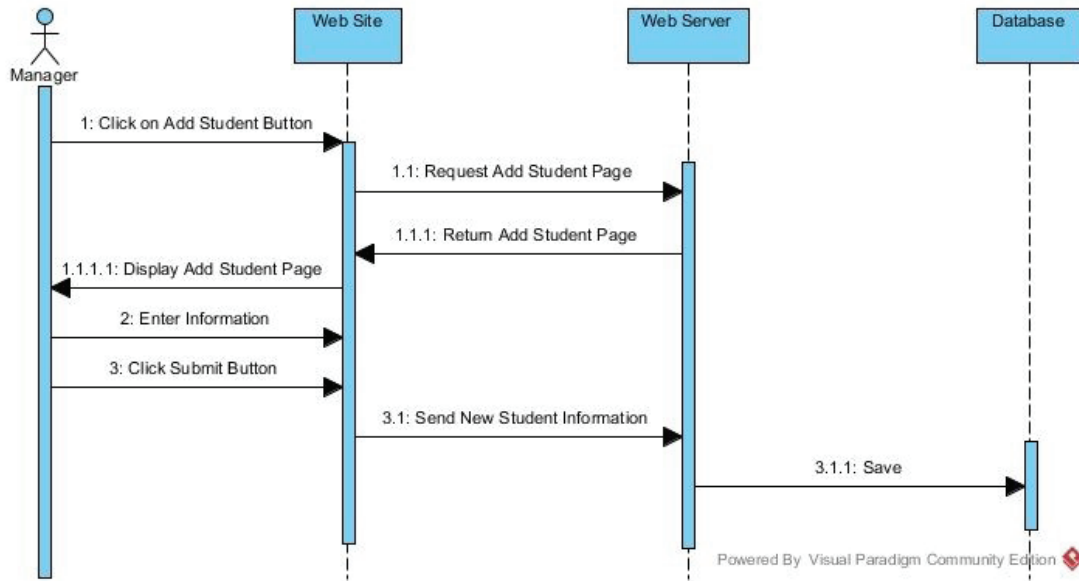 Web Site
Web Server
Database
Manager
1: Click on Add Student Button
1.1: Request Add Student Page
1.1.1: Return Add Student Page
1.1.1.1: Display Add Student Page
2: Enter Information
3: Click Submit Button
3.1: Send New Student Information
3.1.1: Save
Powered By Visual Paradigm Community Edition